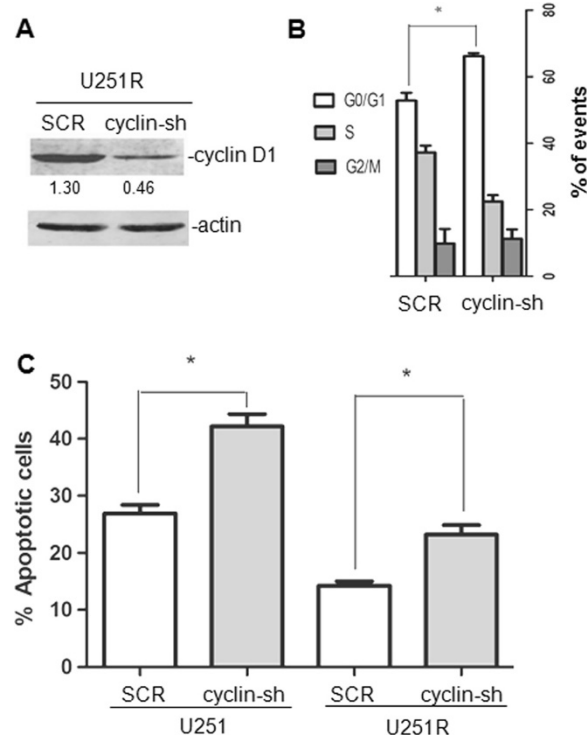 A
U251R
SCR cyclin-sh
-cyclin D1
1.30 0.46
-actin
B
*
G0/G1
S
G2/M
80
60
40
20
0
% of events
SCR cyclin-sh
C
* *
50
40
30
20
10
0
% Apoptotic cells
SCR cyclin-sh SCR cyclin-sh
U251 U251R